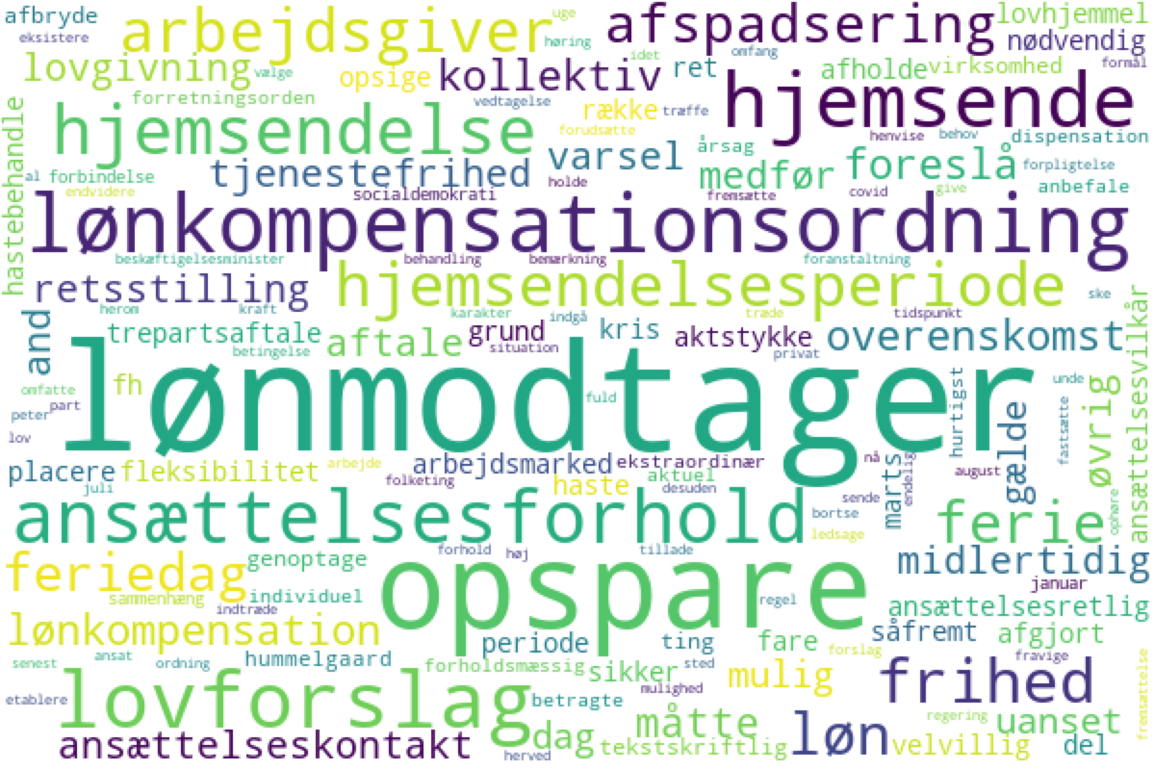 afbryde
eksistere
arbejdsgiver
uge
høring
afspadsering
lovhjemmel
nødvendig
lovgivning
vælge
opsige
kollektiv
idet
ret
omfang
afholde
virksomhed
formål
forretningsorden
vedtagelse
række
træffe
hjemsende
hjemsendelse
forudsætte
årsag
henvise
behov
dispensation
hastebehandle
al
forbindelse
endvidere
tjenestefrihed
varsel
holde
medfør
foreslå
forpligtelse
anbefale
socialdemokrati
fremsætte
covid
give
lønkompensationsordning
beskæftigelsesminister
behandling
bemærkning
foranstaltning
retsstilling
hjemsendelsesperiode
ske
herom
kraft
karakter
indgå
træde
tidspunkt
and
trepartsaftale
aftale
grund
kris
aktstykke
overenskomst
ansættelsesvilkår
betingelse
situation
privat
omfatte
fh
lønmodtager
fuld
hurtigst
unde
peter
part
lov
gælde
fastsætte
øvrig
placere
fleksibilitet
arbejde
arbejdsmarked
ekstraordinær
nå
august
juli
folketing
haste
aktuel
desuden
sende
marts
endelig
ansættelsesforhold
bortse
ledsage
ferie
ophøre
feriedag
genoptage
forhold
høj
tillade
midlertidig
januar
sammenhæng
individuel
indtræde
opspare
regel
ansættelsesretlig
lønkompensation
periode
ting
fare
forslag
såfremt
afgjort
senest
ansat
ordning
hummelgaard
forholdsmæssig
sikker
sted
mulig
fravige
fremsættelse
etablere
lovforslag
betragte
mulighed
frihed
ansættelseskontakt
herved
dag
måtte
tekstskriftlig
løn
velvillig
regering
uanset
del